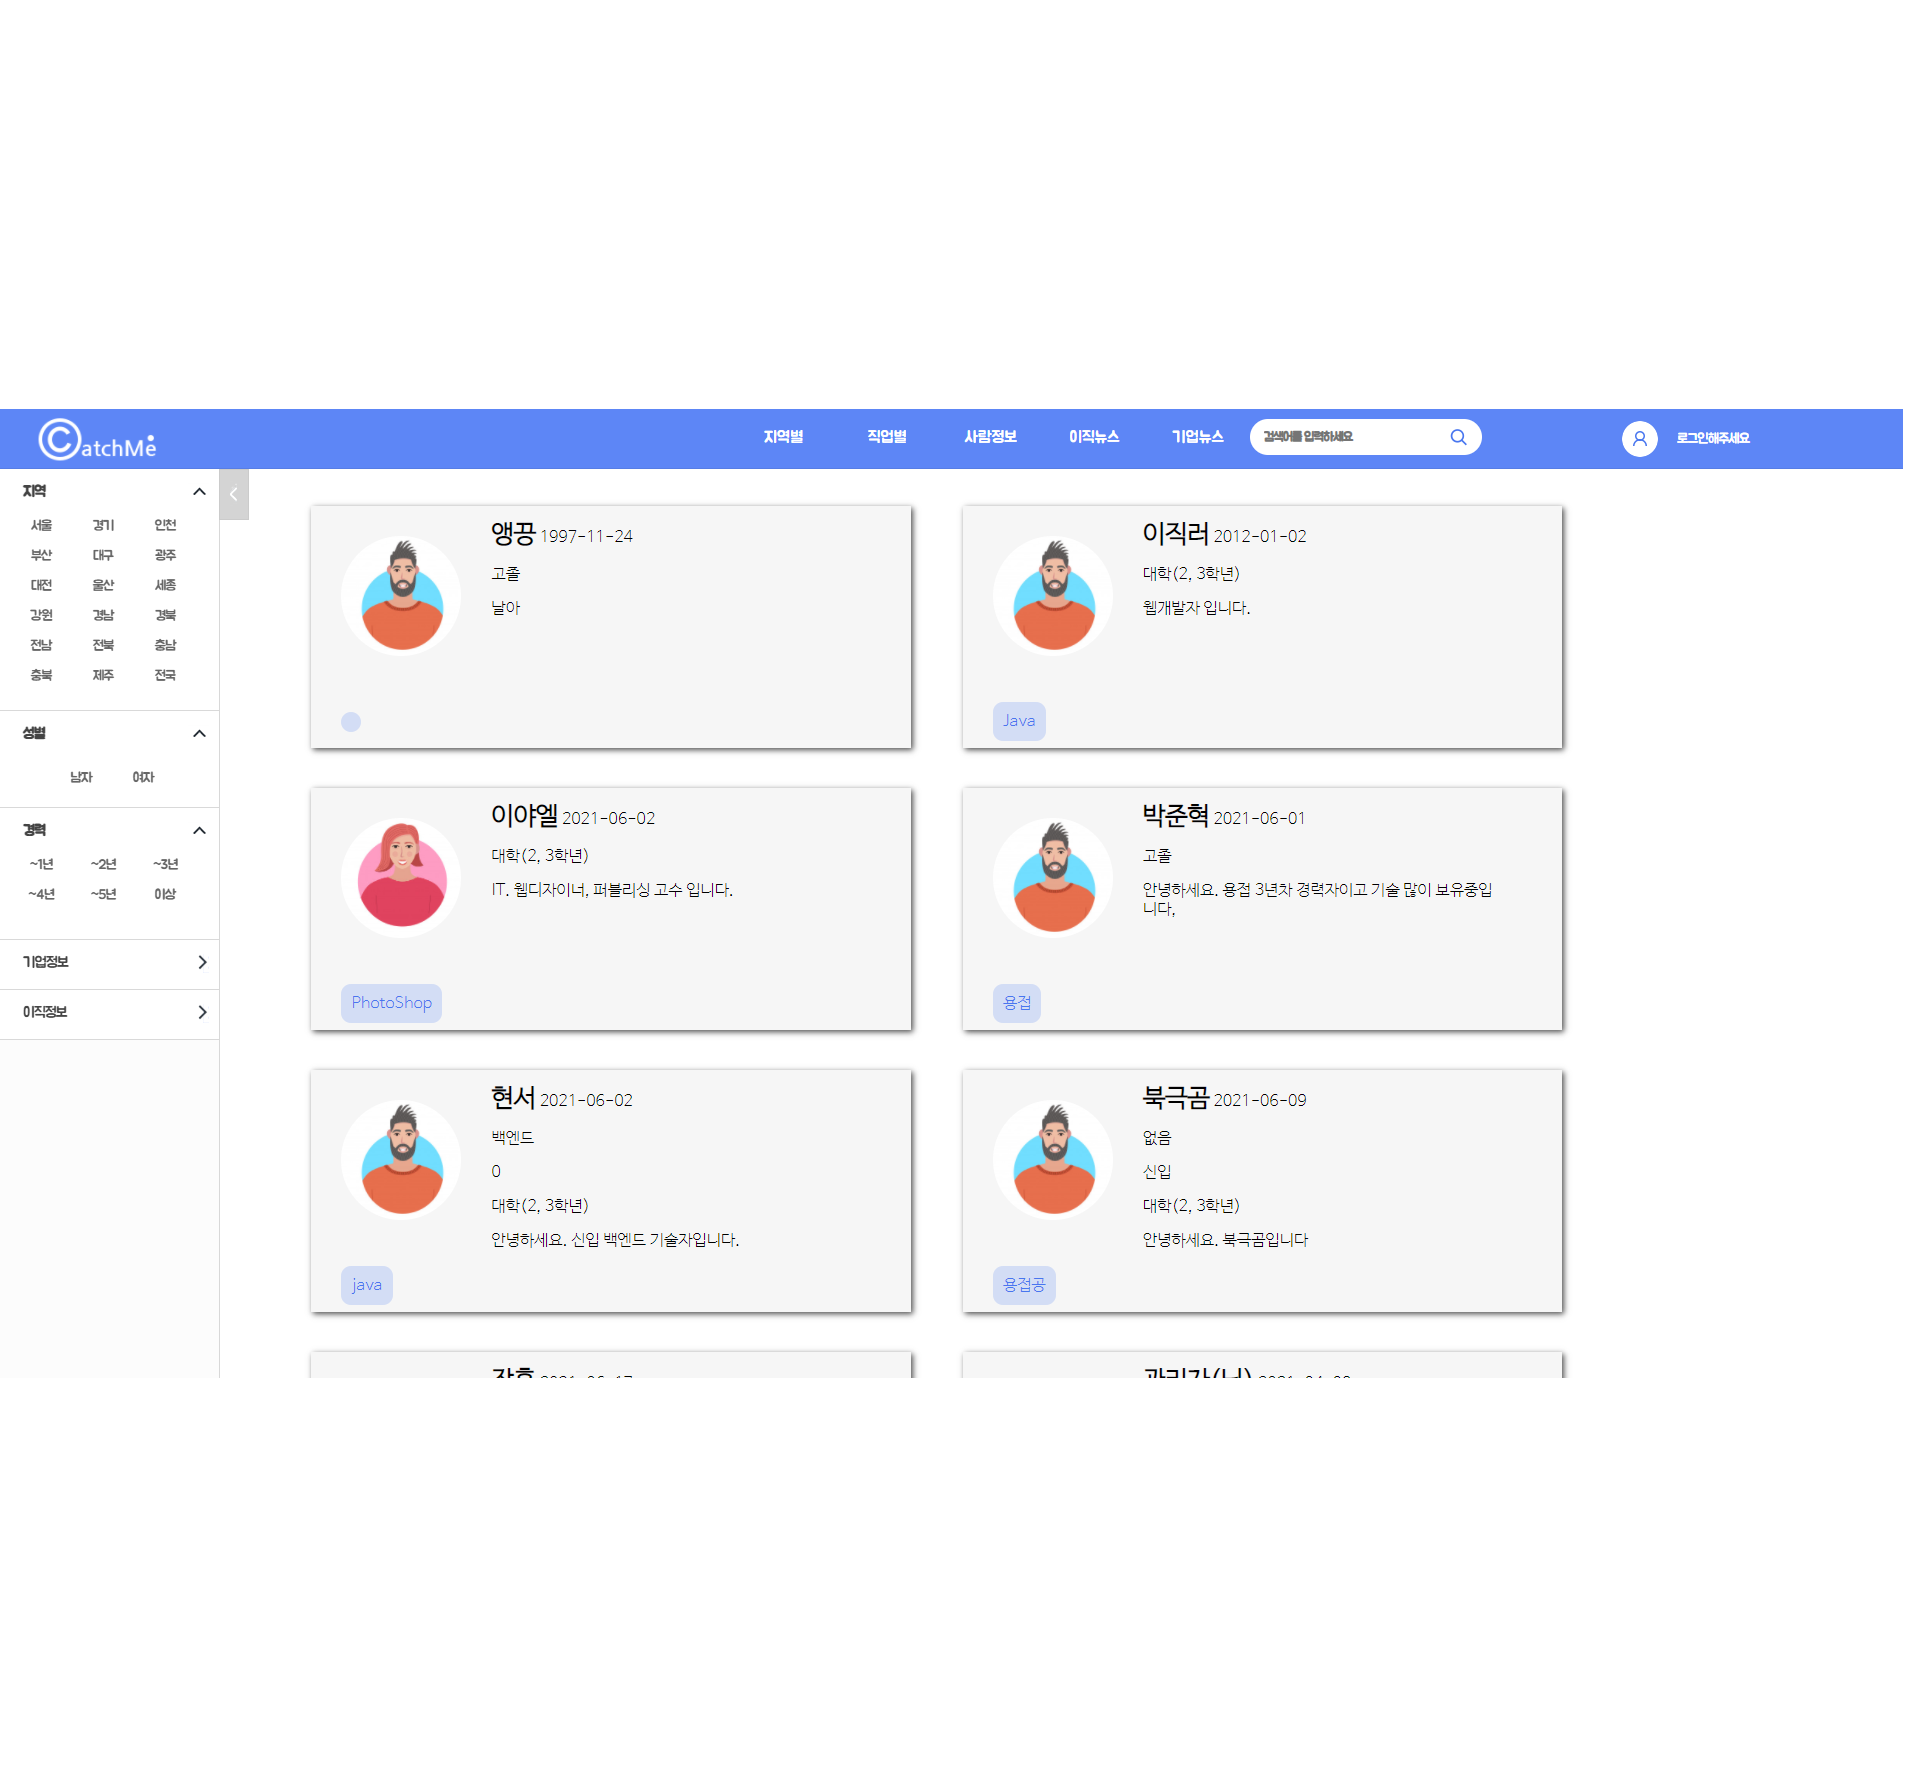 CatchMe
지역별 직업별 사람정보 이직뉴스 기업뉴스 검색어를 입력하세요 로그인해주세요
지역
서울 경기 인천
부산 대구 광주
대전 울산 세종
강원 경남 경북
전남 전북 충남
충북 제주 전국
성별
남자 여자
경력
~1년 ~2년 ~3년
~4년 ~5년 이상
기업정보
이직정보
앵끙 1997-11-24
고졸
날아
이직러 2012-01-02
대학(2, 3학년)
웹개발자 입니다.
Java
이야엘 2021-06-02
대학(2, 3학년)
IT. 웹디자이너, 퍼블리싱 고수 입니다.
PhotoShop
박준혁 2021-06-01
고졸
안녕하세요. 용접 3년차 경력자이고 기술 많이 보유중입
니다,
용접
현서 2021-06-02
백엔드
0
대학(2, 3학년)
안녕하세요. 신입 백엔드 기술자입니다.
java
북극곰 2021-06-09
없음
신입
대학(2, 3학년)
안녕하세요. 북극곰입니다
용접공